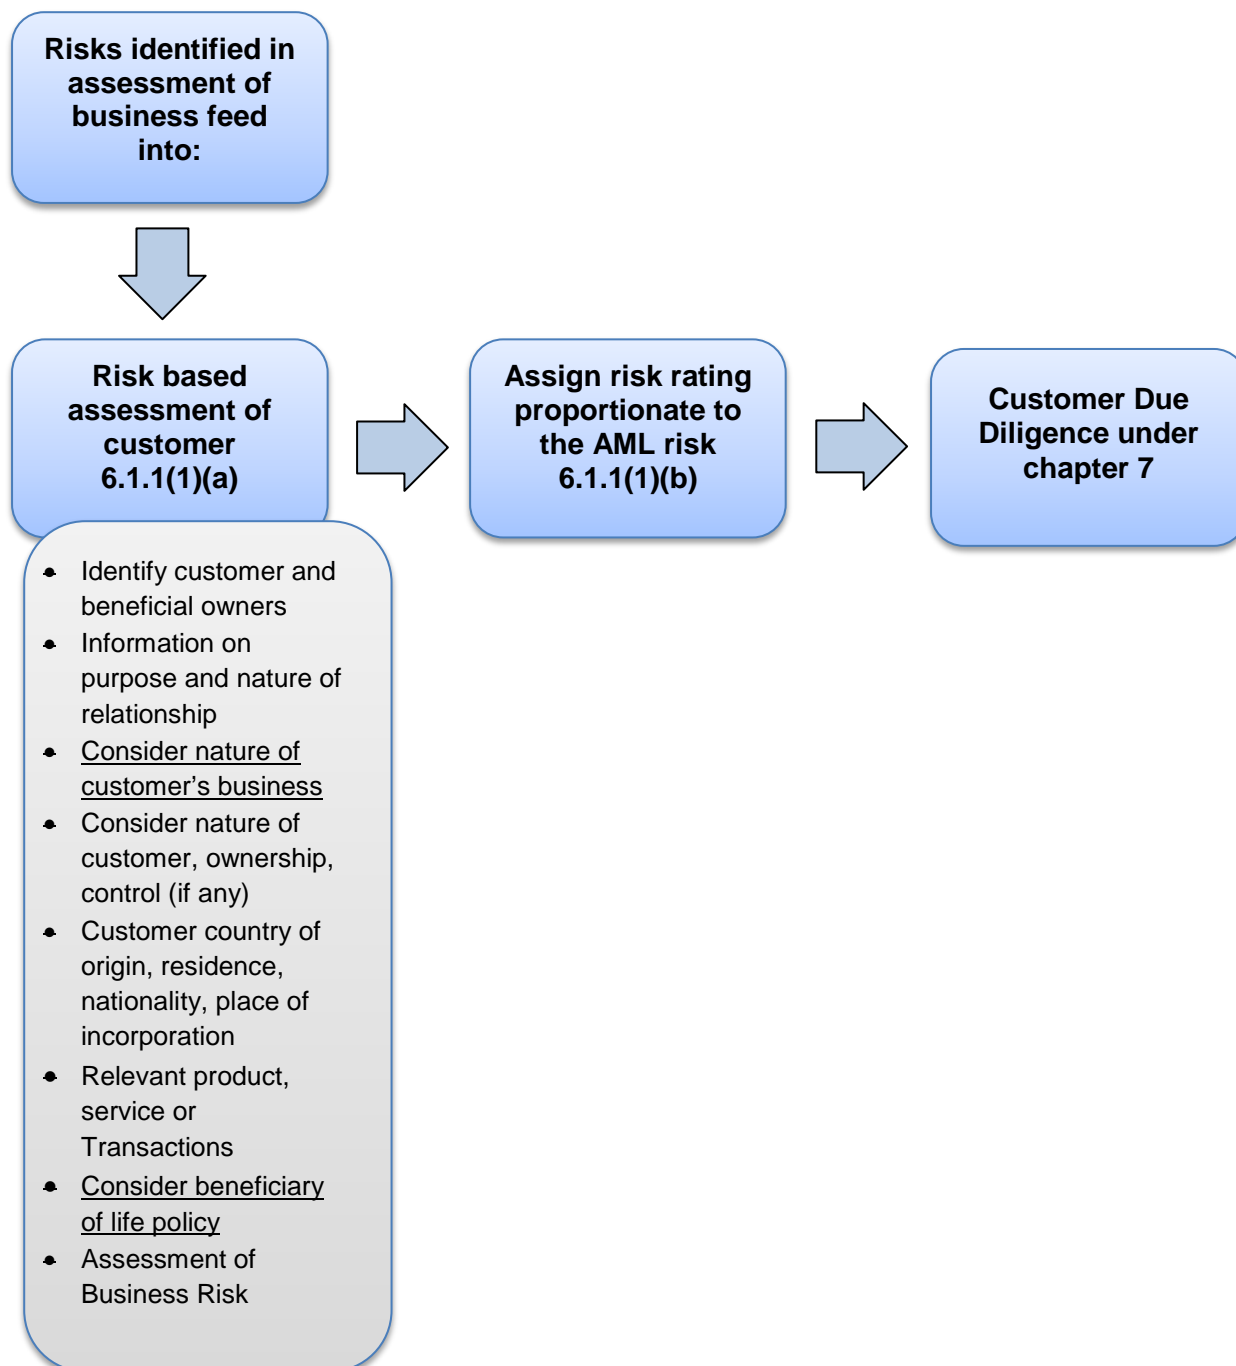 Risks identified in
assessment of
business feed
into:
Risk based
assessment of
customer
6.1.1(1)(a)
Assign risk rating
proportionate to
the AML risk
6.1.1(1)(b)
Customer Due
Diligence under
chapter 7
• Identify customer and
beneficial owners
• Information on
purpose and nature of
relationship
• Consider nature of
customer’s business
• Consider nature of
customer, ownership,
control (if any)
• Customer country of
origin, residence,
nationality, place of
incorporation
• Relevant product,
service or
Transactions
• Consider beneficiary
of life policy
• Assessment of
Business Risk